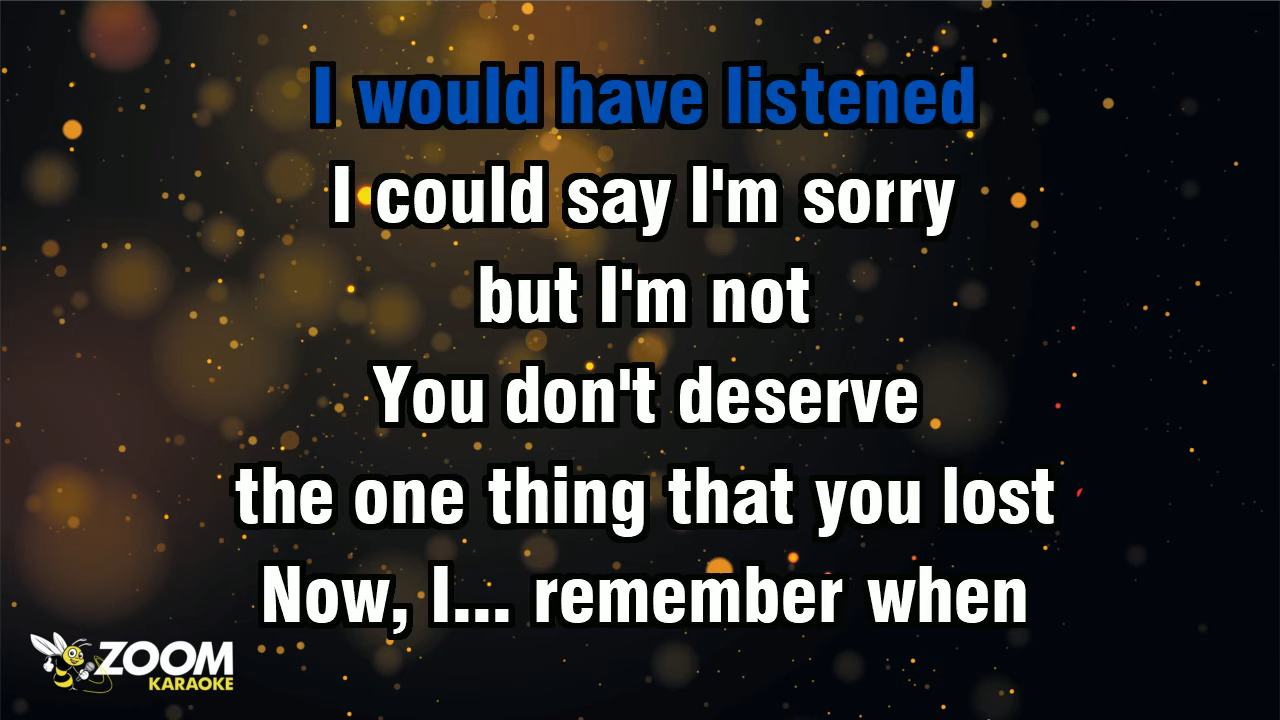 I would have listened
I could say I'm sorry
but I'm not
You don't deserve
the one thing that you lost
Now, I... remember when
ZOOM
KARAOKE